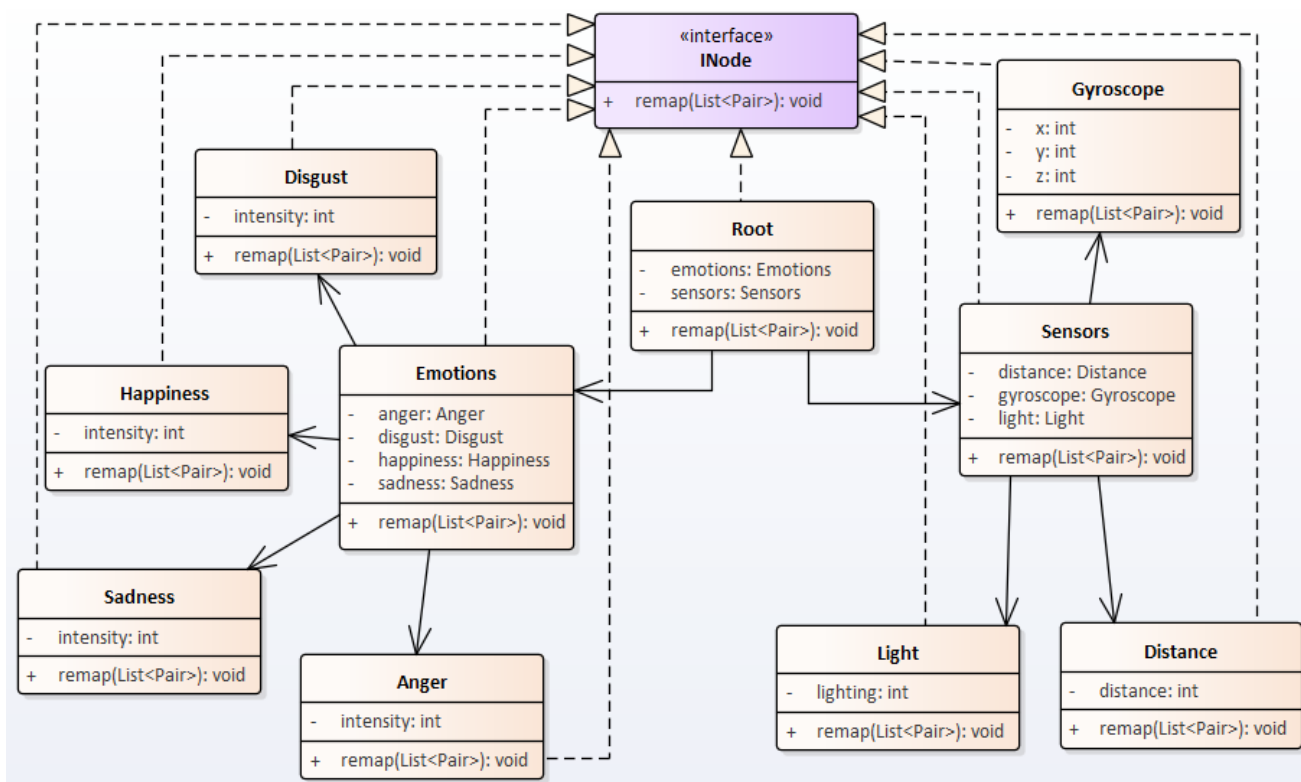 «interface»
INode
+ remap(List<Pair>): void
Gyroscope
- x: int
- y: int
- z: int
+ remap(List<Pair>): void
Disgust
- intensity: int
+ remap(List<Pair>): void
Root
- emotions: Emotions
- sensors: Sensors
+ remap(List<Pair>): void
Sensors
- distance: Distance
- gyroscope: Gyroscope
- light: Light
+ remap(List<Pair>): void
Emotions
- anger: Anger
- disgust: Disgust
- happiness: Happiness
- sadness: Sadness
+ remap(List<Pair>): void
Happiness
- intensity: int
+ remap(List<Pair>): void
Sadness
- intensity: int
+ remap(List<Pair>): void
Anger
- intensity: int
+ remap(List<Pair>): void
Light
- lighting: int
+ remap(List<Pair>): void
Distance
- distance: int
+ remap(List<Pair>): void